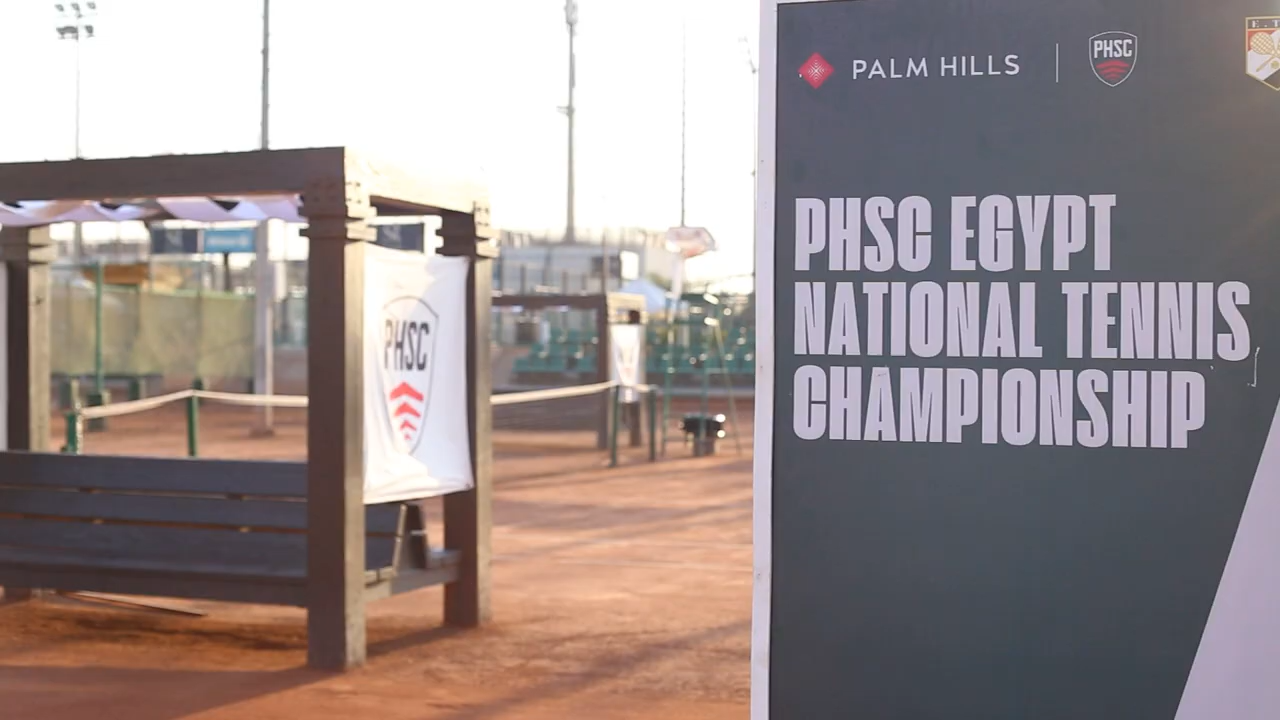 PALM HILLS
PHSC
E.T
PHSC EGYPT
NATIONAL TENNIS
CHAMPIONSHIP
PHSC